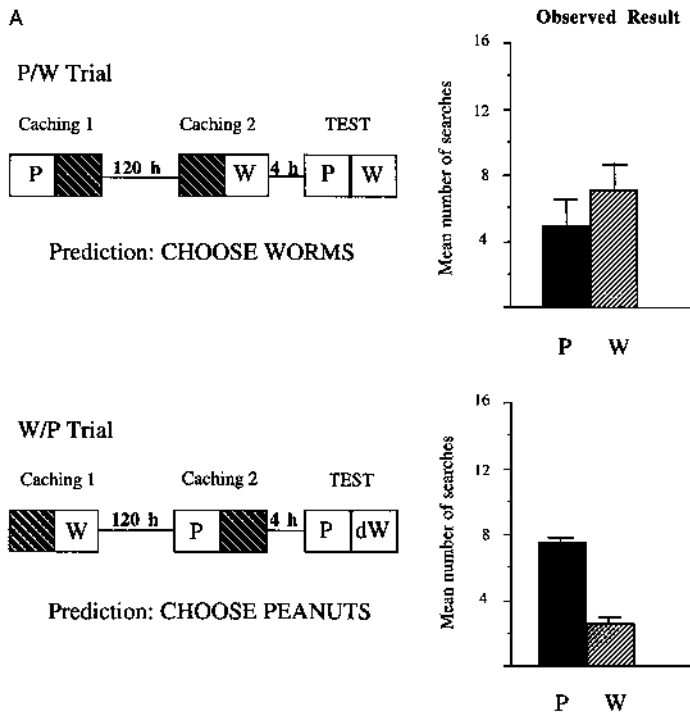 A
Observed Result
P/W Trial
Caching 1
Caching 2
TEST
P
120 h
W
4 h
P
W
Prediction: CHOOSE WORMS
Mean number of searches
16
12
8
4
P
W
W/P Trial
Caching 1
Caching 2
TEST
W
120 h
P
4 h
P
dW
Prediction: CHOOSE PEANUTS
Mean number of searches
16
12
8
4
P
W